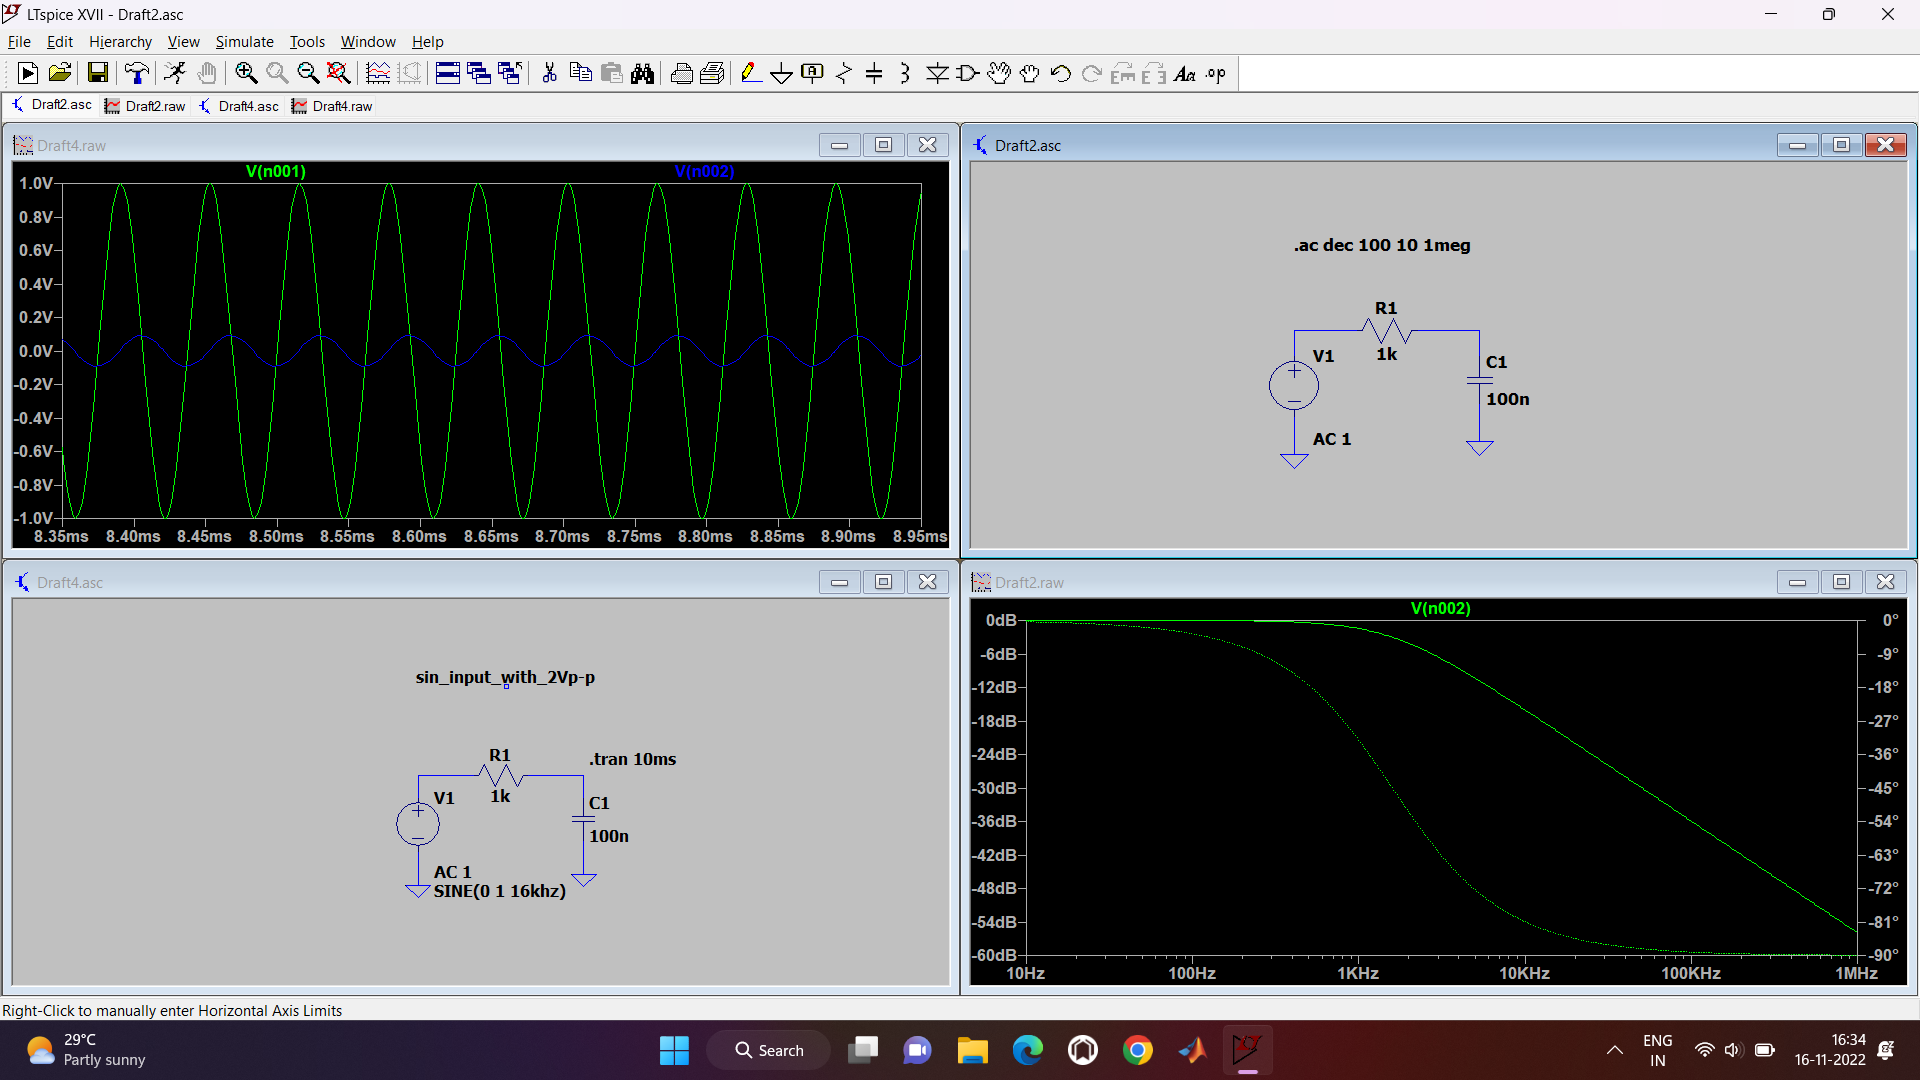 LTspice XVII - Draft2.asc
File Edit Hierarchy View Simulate Tools Window Help
.op
Draft2.asc Draft2.raw Draft4.asc Draft4.raw
Draft4.raw
V(n001) V(n002)
1.0V
0.8V
0.6V
0.4V
0.2V
0.0V
-0.2V
-0.4V
-0.6V
-0.8V
-1.0V
8.35ms 8.40ms 8.45ms 8.50ms 8.55ms 8.60ms 8.65ms 8.70ms 8.75ms 8.80ms 8.85ms 8.90ms 8.95ms
Draft2.asc
.ac dec 100 10 1meg
R1
1k
V1
C1
100n
AC 1
Draft4.asc
sin_input_with_2Vp-p
R1
.tran 10ms
1k
V1
C1
100n
AC 1
SINE(0 1 16khz)
Draft2.raw
V(n002)
0dB 0°
-6dB -9°
-12dB -18°
-18dB -27°
-24dB -36°
-30dB -45°
-36dB -54°
-42dB -63°
-48dB -72°
-54dB -81°
-60dB -90°
10Hz 100Hz 1KHz 10KHz 100KHz 1MHz
Right-Click to manually enter Horizontal Axis Limits
29°C
Partly sunny
Search
ENG
IN
16:34
16-11-2022